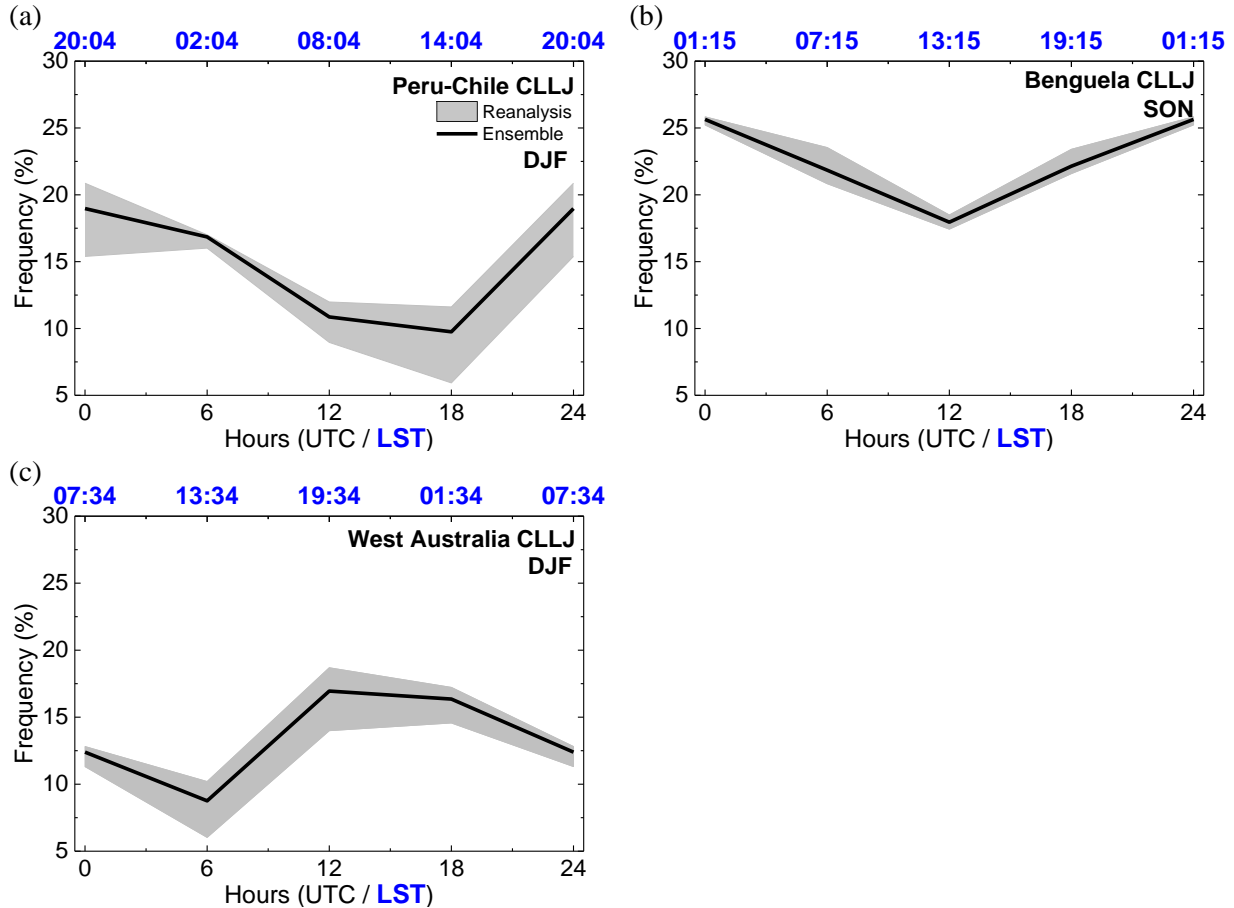 (a)
20:04 02:04 08:04 14:04 20:04
30
25
20
15
10
5
Frequency (%)
Peru-Chile CLLJ
Reanalysis
Ensemble
DJF
0 6 12 18 24
Hours (UTC / LST)
(b)
01:15 07:15 13:15 19:15 01:15
30
25
20
15
10
5
Frequency (%)
Benguela CLLJ
SON
0 6 12 18 24
Hours (UTC / LST)
(c)
07:34 13:34 19:34 01:34 07:34
30
25
20
15
10
5
Frequency (%)
West Australia CLLJ
DJF
0 6 12 18 24
Hours (UTC / LST)